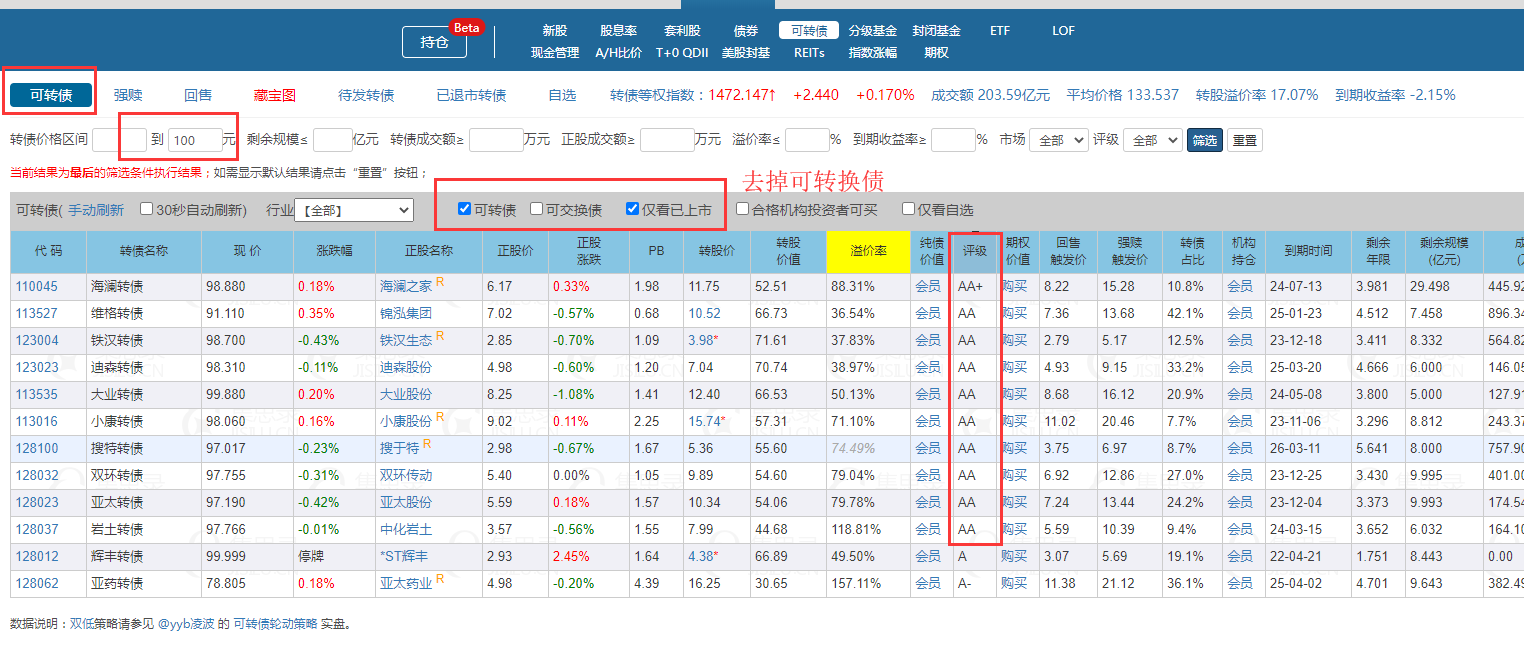 持仓 Beta 新股 股息率 套利股 债券 可转债 分级基金 封闭基金 ETF LOF
现金管理 A/H比价 T+0 QDII 美股封基 REITs 指数涨幅 期权
可转债 强赎 回售 藏宝图 待发转债 已退市转债 自选 转债等权指数：1472.147↑ +2.440 +0.170% 成交额 203.59亿元 平均价格 133.537 转股溢价率 17.07% 到期收益率 -2.15%
转债价格区间 到 100 元 剩余规模≤ 亿元 转债成交额≥ 万元 正股成交额≥ 万元 溢价率≤ % 到期收益率≥ % 市场 全部 评级 全部 筛选 重置
当前结果为最后的筛选条件执行结果；如需显示默认结果请点击“重置”按钮；
去掉可转换债
可转债( 手动刷新 30秒自动刷新) 行业 【全部】 可转债 可交换债 仅看已上市 合格机构投资者可买 仅看自选
代 码 转债名称 现 价 涨跌幅 正股名称 正股价 正股涨跌 PB 转股价 转股价值 溢价率 纯债价值 评级 期权价值 回售触发价 强赎触发价 转债占比 机构持仓 到期时间 剩余年限 剩余规模(亿元)
110045 海澜转债 98.880 0.18% 海澜之家 R 6.17 0.33% 1.98 11.75 52.51 88.31% 会员 AA+ 购买 8.22 15.28 10.8% 会员 24-07-13 3.981 29.498 445.92
113527 维格转债 91.110 0.35% 锦泓集团 7.02 -0.57% 0.68 10.52 66.73 36.54% 会员 AA 购买 7.36 13.68 42.1% 会员 25-01-23 4.512 7.458 896.34
123004 铁汉转债 98.700 -0.43% 铁汉生态 R 2.85 -0.70% 1.09 3.98* 71.61 37.83% 会员 AA 购买 2.79 5.17 12.5% 会员 23-12-18 3.411 8.332 564.82
123023 迪森转债 98.310 -0.11% 迪森股份 4.98 -0.60% 1.20 7.04 70.74 38.97% 会员 AA 购买 4.93 9.15 33.2% 会员 25-03-20 4.666 6.000 146.05
113535 大业转债 99.880 0.20% 大业股份 8.25 -1.08% 1.41 12.40 66.53 50.13% 会员 AA 购买 8.68 16.12 20.9% 会员 24-05-08 3.800 5.000 127.91
113016 小康转债 98.060 0.16% 小康股份 R 9.02 0.11% 2.25 15.74* 57.31 71.10% 会员 AA 购买 11.02 20.46 7.7% 会员 23-11-06 3.296 8.812 243.37
128100 搜特转债 97.017 -0.23% 搜于特 R 2.98 -0.67% 1.67 5.36 55.60 74.49% 会员 AA 购买 3.75 6.97 8.7% 会员 26-03-11 5.641 8.000 757.90
128032 双环转债 97.755 -0.31% 双环传动 5.40 0.00% 1.05 9.89 54.60 79.04% 会员 AA 购买 6.92 12.86 27.0% 会员 23-12-25 3.430 9.995 401.00
128023 亚太转债 97.190 -0.42% 亚太股份 5.59 0.18% 1.57 10.34 54.06 79.78% 会员 AA 购买 7.24 13.44 24.2% 会员 23-12-04 3.373 9.993 174.54
128037 岩土转债 97.766 -0.01% 中化岩土 3.57 -0.56% 1.55 7.99 44.68 118.81% 会员 AA 购买 5.59 10.39 9.4% 会员 24-03-15 3.652 6.032 164.10
128012 辉丰转债 99.999 停牌 *ST辉丰 2.93 2.45% 1.64 4.38* 66.89 49.50% 会员 A 购买 3.07 5.69 19.1% 会员 22-04-21 1.751 8.443 0.00
128062 亚药转债 78.805 0.18% 亚太药业 R 4.98 -0.20% 4.39 16.25 30.65 157.11% 会员 A- 购买 11.38 21.12 36.1% 会员 25-04-02 4.701 9.643 382.49
数据说明：双低策略请参见 @yyb凌波 的 可转债轮动策略 实盘。